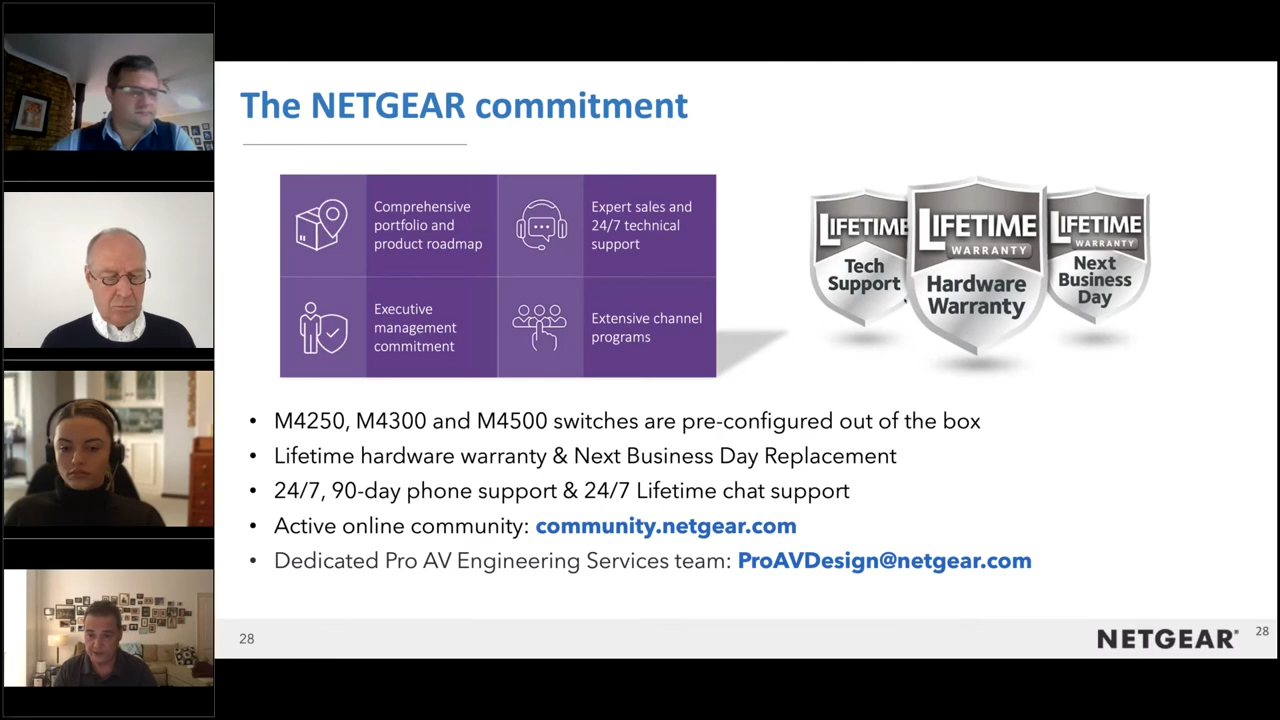 The NETGEAR commitment
Comprehensive
portfolio and
product roadmap
Expert sales and
24/7 technical
support
Executive
management
commitment
Extensive channel
programs
LIFETIME
Tech
Support
LIFETIME
WARRANTY
Hardware
Warranty
LIFETIME
WARRANTY
Next
Business
Day
• M4250, M4300 and M4500 switches are pre-configured out of the box
• Lifetime hardware warranty & Next Business Day Replacement
• 24/7, 90-day phone support & 24/7 Lifetime chat support
• Active online community: community.netgear.com
• Dedicated Pro AV Engineering Services team: ProAVDesign@netgear.com
28
NETGEAR®
28